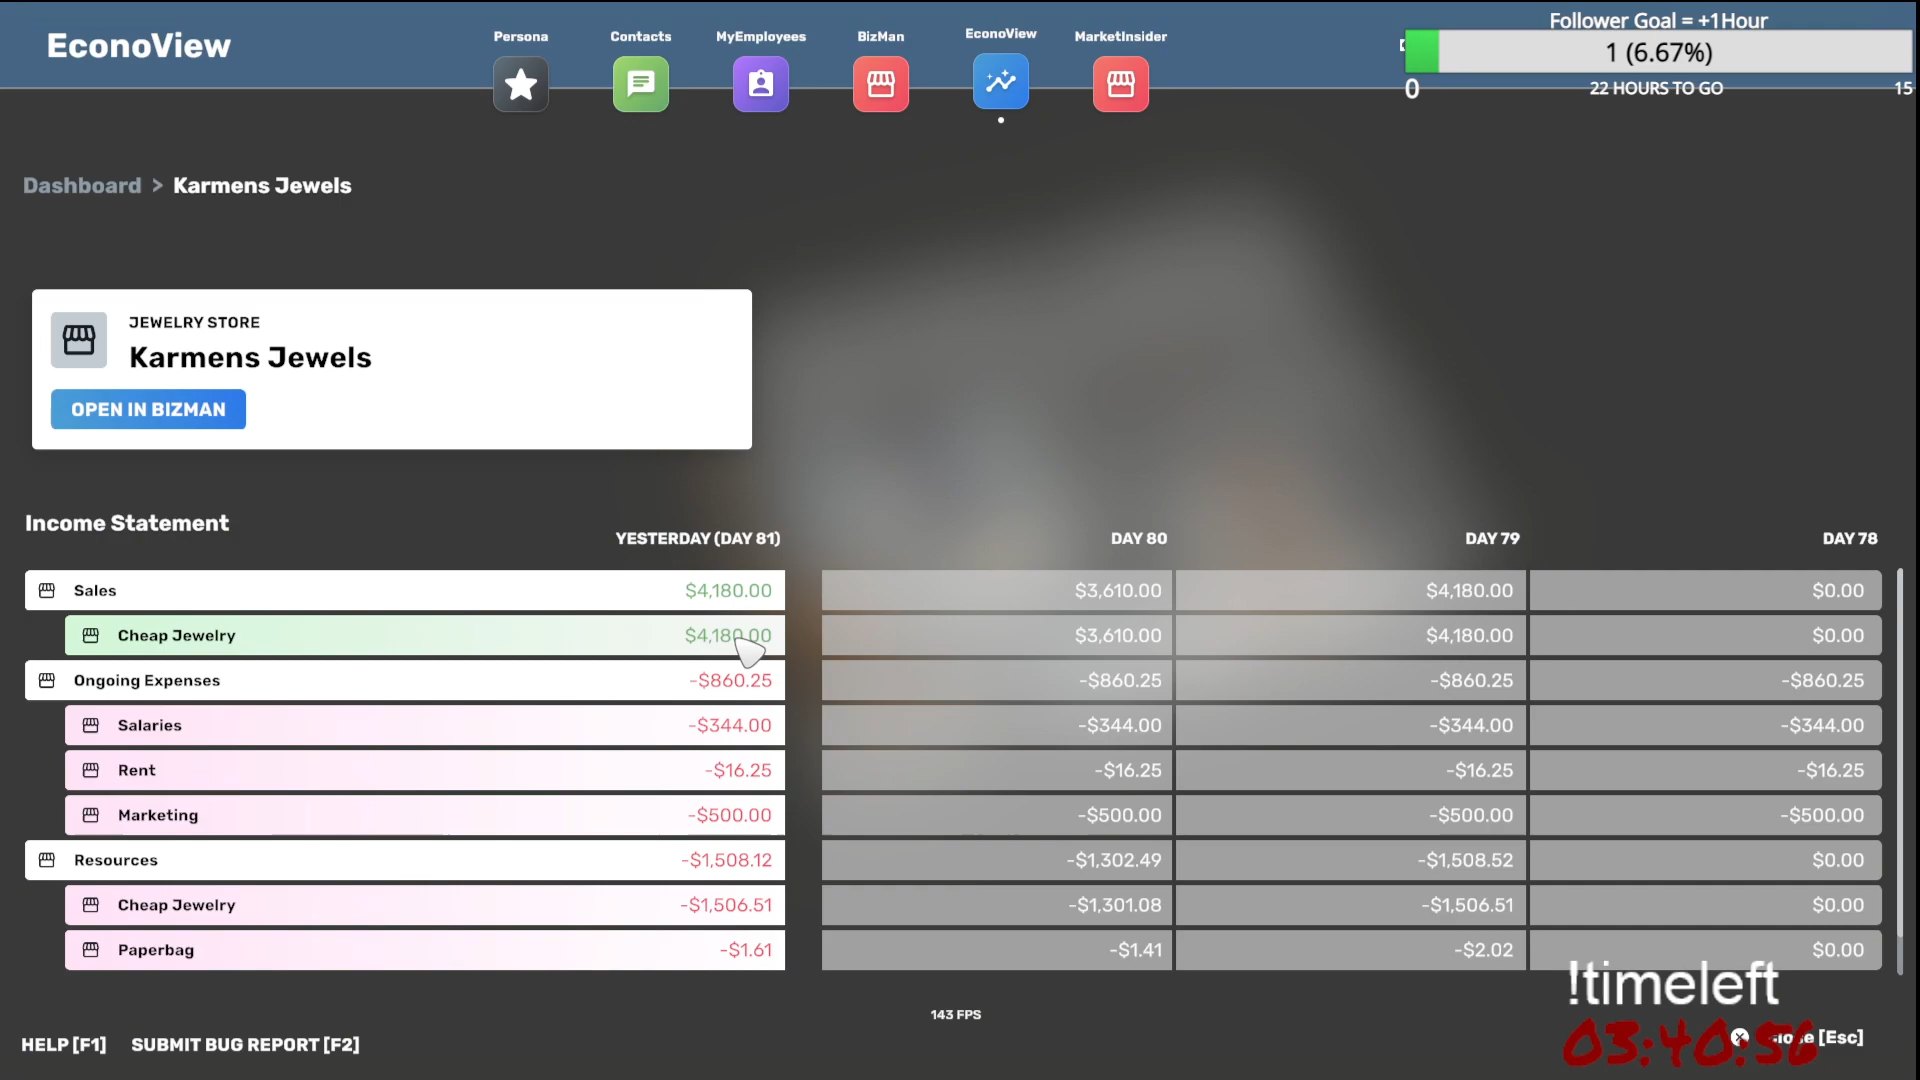 EconoView
Persona
Contacts
MyEmployees
BizMan
EconoView
MarketInsider
Follower Goal = +1Hour
1 (6.67%)
0
22 HOURS TO GO
15
Dashboard > Karmens Jewels
JEWELRY STORE
Karmens Jewels
OPEN IN BIZMAN
Income Statement
YESTERDAY (DAY 81) DAY 80 DAY 79 DAY 78
Sales $4,180.00 $3,610.00 $4,180.00 $0.00
Cheap Jewelry $4,180.00 $3,610.00 $4,180.00 $0.00
Ongoing Expenses -$860.25 -$860.25 -$860.25 -$860.25
Salaries -$344.00 -$344.00 -$344.00 -$344.00
Rent -$16.25 -$16.25 -$16.25 -$16.25
Marketing -$500.00 -$500.00 -$500.00 -$500.00
Resources -$1,508.12 -$1,302.49 -$1,508.52 $0.00
Cheap Jewelry -$1,506.51 -$1,301.08 -$1,506.51 $0.00
Paperbag -$1.61 -$1.41 -$2.02 $0.00
!timeleft
143 FPS
HELP [F1] SUBMIT BUG REPORT [F2]
03:40:56
[Esc]